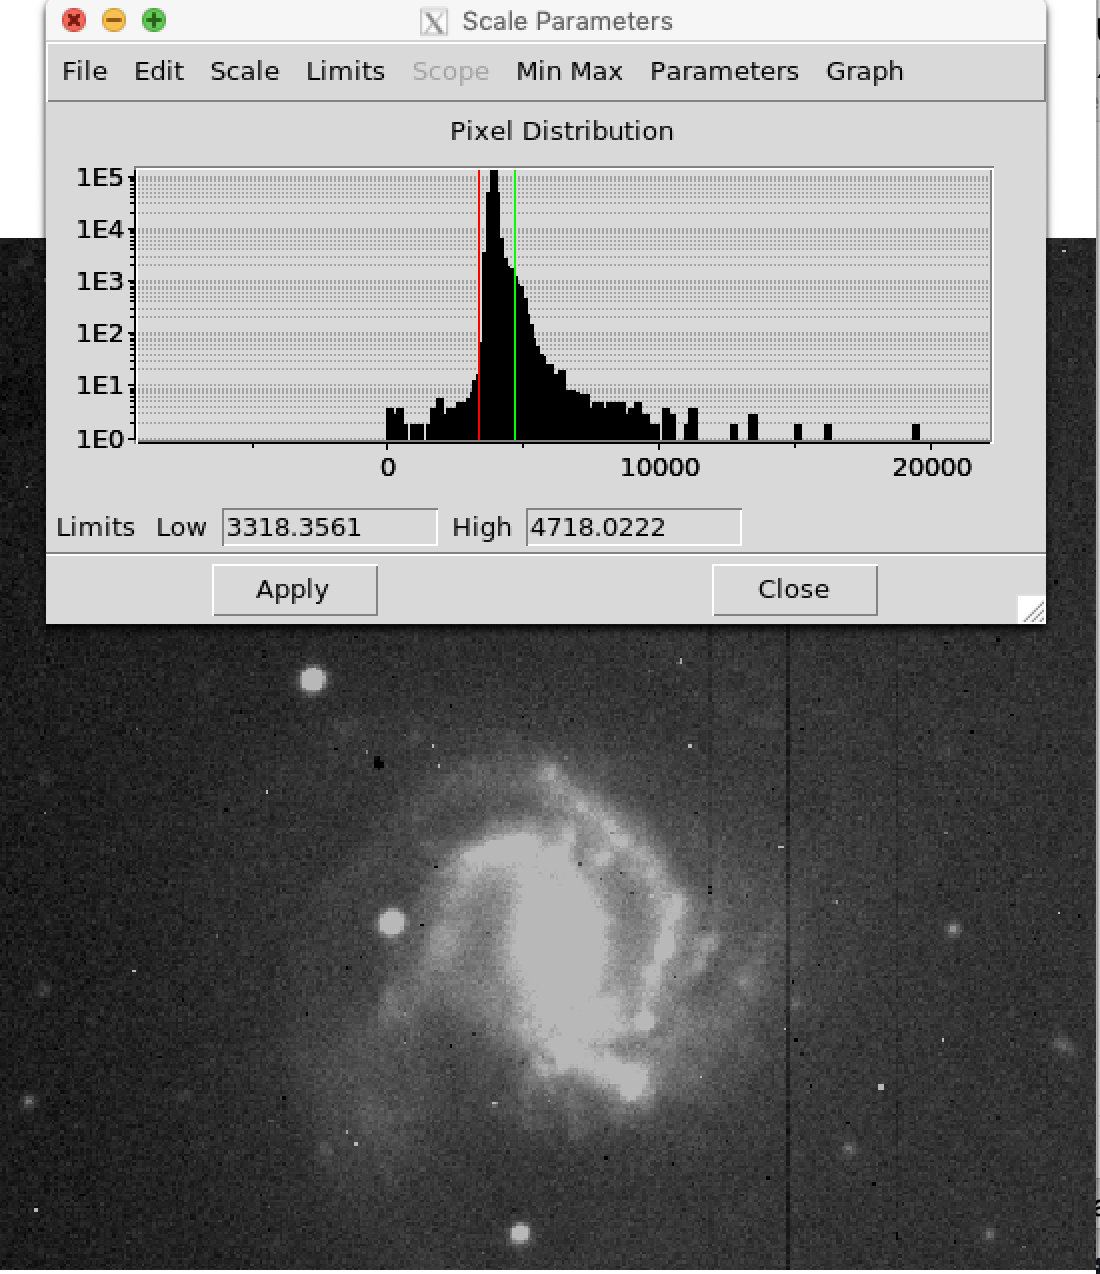 Scale Parameters
File Edit Scale Limits Scope Min Max Parameters Graph
Pixel Distribution
1E5
1E4
1E3
1E2
1E1
1E0
0 10000 20000
Limits Low 3318.3561 High 4718.0222
Apply Close